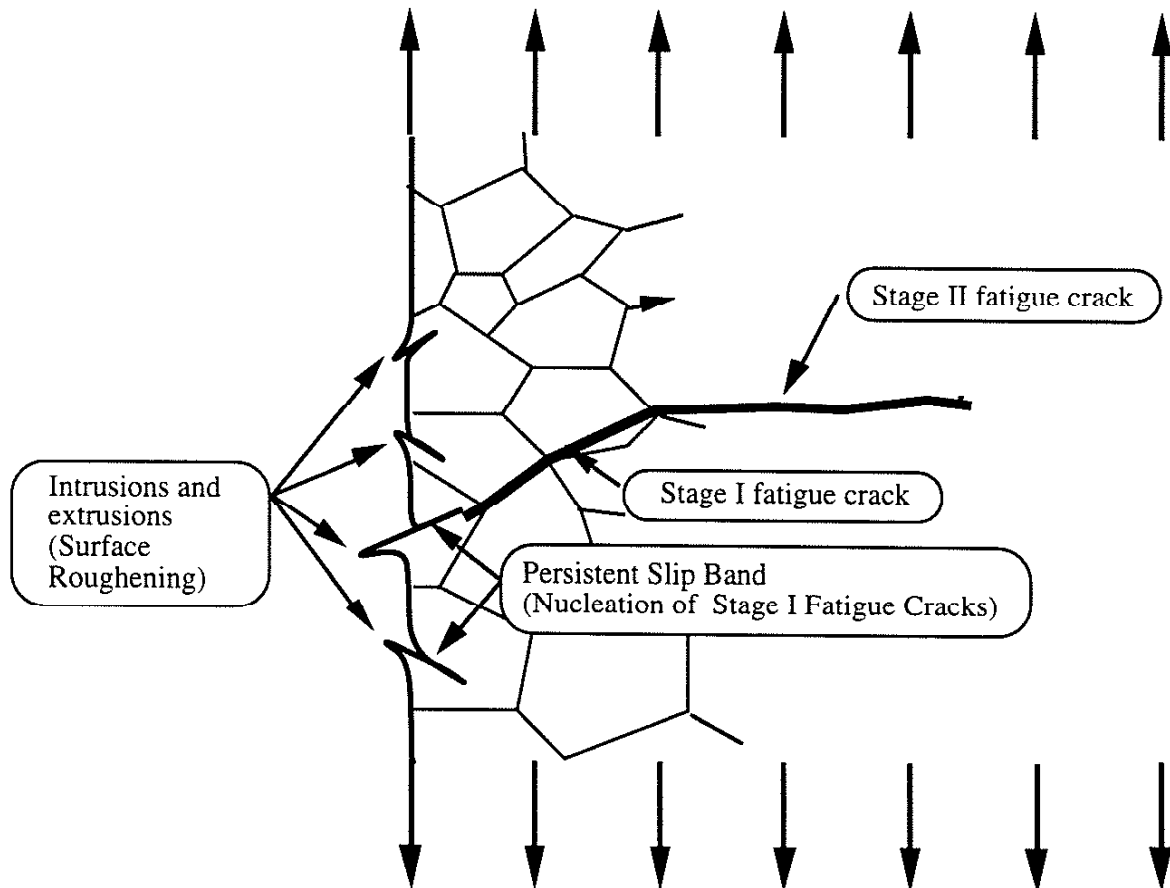 Stage II fatigue crack
Stage I fatigue crack
Intrusions and
extrusions
(Surface
Roughening)
Persistent Slip Band
(Nucleation of Stage I Fatigue Cracks)